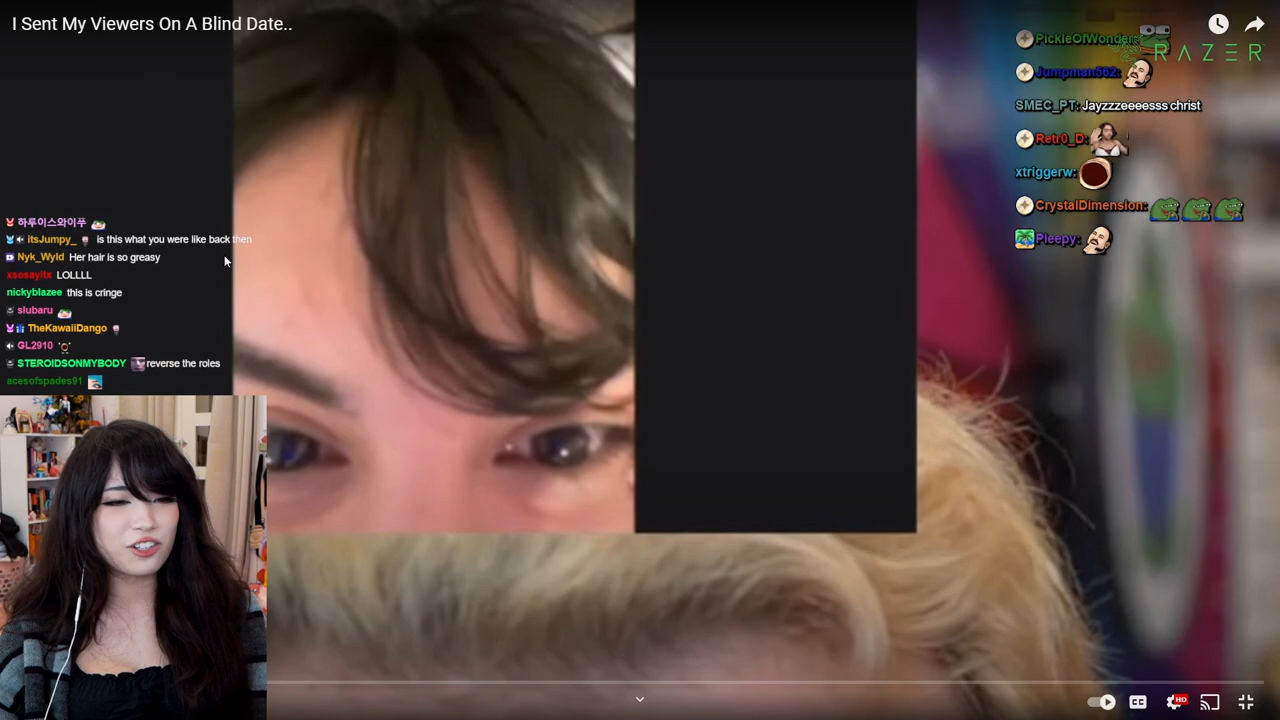 I Sent My Viewers On A Blind Date..
PickleOfWonder:
RAZER
Jumpman562:
SMEC_PT: Jayzzzeeeesss christ
Retr0_D:
xtriggerw:
CrystalDimension:
Pleepy:
하루이스와이푸
itsJumpy_ is this what you were like back then
Nyk_Wyld Her hair is so greasy
xsosayitx LOLLLL
nickyblazee this is cringe
slubaru
TheKawaiiDango
GL2910
STEROIDSONMYBODY reverse the roles
acesofspades91
CC
HD